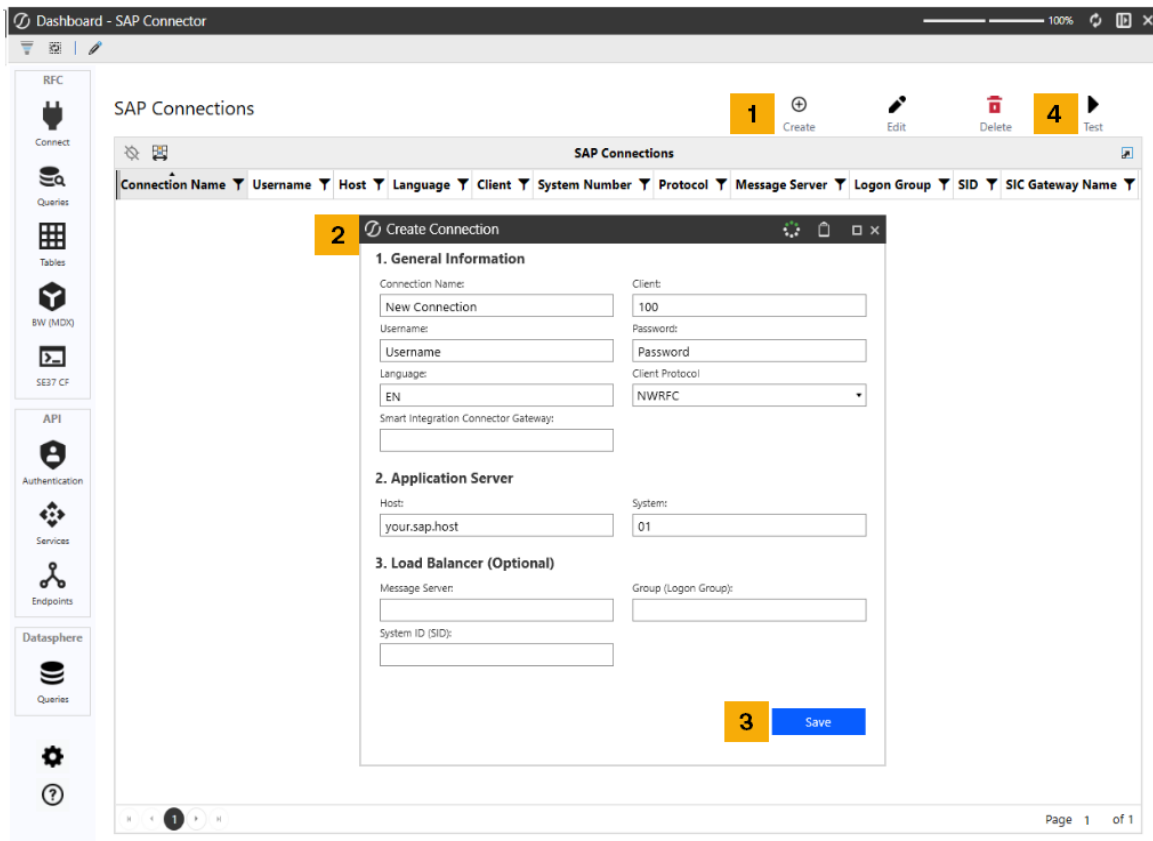 Dashboard - SAP Connector 100%
RFC
Connect
Queries
Tables
BW (MDX)
SE37 CF
API
Authentication
Services
Endpoints
Datasphere
Queries
SAP Connections
1 Create Edit Delete 4 Test
SAP Connections
Connection Name Username Host Language Client System Number Protocol Message Server Logon Group SID SIC Gateway Name
2 Create Connection
1. General Information
Connection Name: Client:
New Connection 100
Username: Password:
Username Password
Language: Client Protocol
EN NWRFC
Smart Integration Connector Gateway:
2. Application Server
Host: System:
your.sap.host 01
3. Load Balancer (Optional)
Message Server: Group (Logon Group):
System ID (SID):
3 Save
1 Page 1 of 1